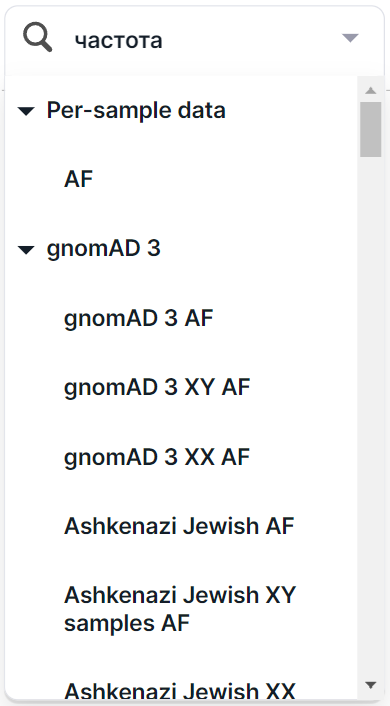 частота
Per-sample data
AF
gnomAD 3
gnomAD 3 AF
gnomAD 3 XY AF
gnomAD 3 XX AF
Ashkenazi Jewish AF
Ashkenazi Jewish XY
samples AF
Ashkenazi Jewish XX